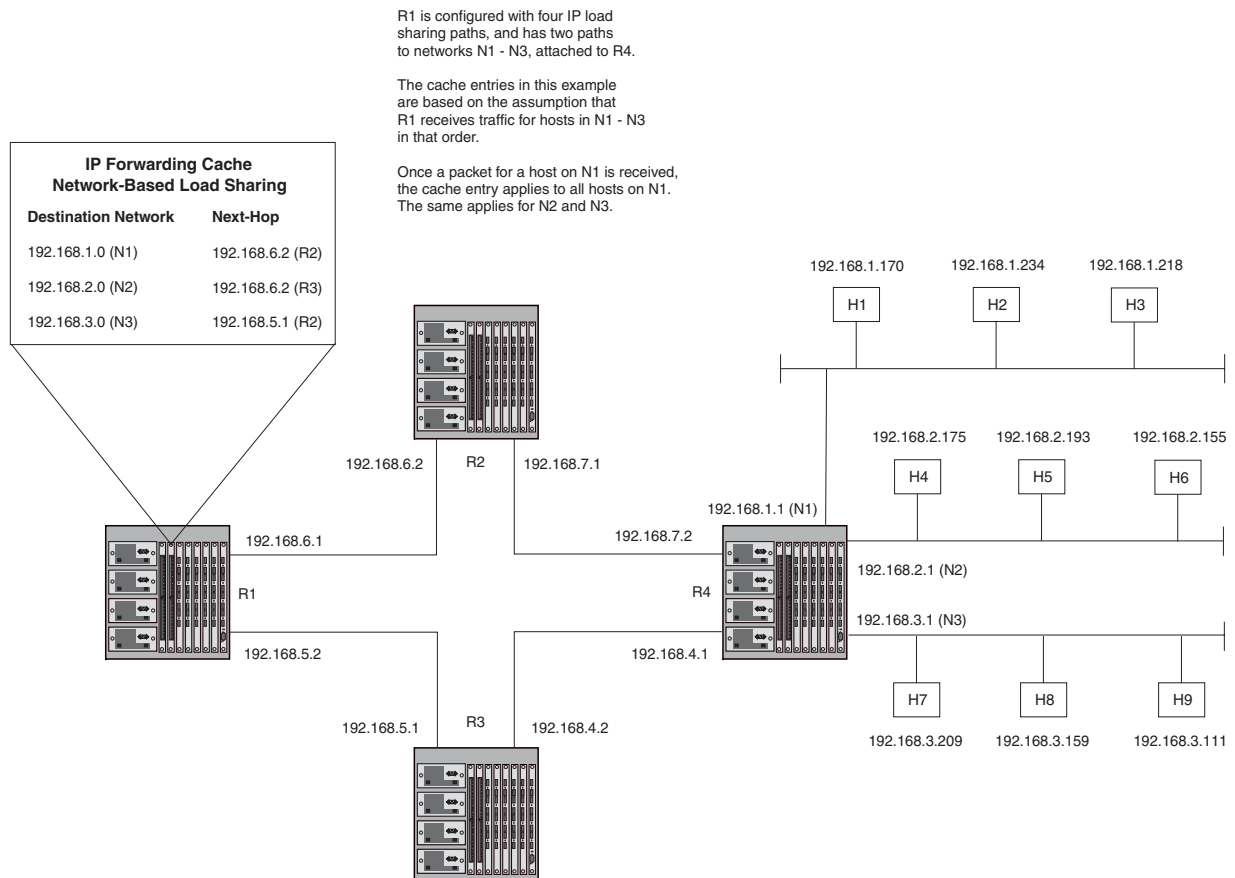 R1 is configured with four IP load
sharing paths, and has two paths
to networks N1 - N3, attached to R4.
The cache entries in this example
are based on the assumption that
R1 receives traffic for hosts in N1 - N3
in that order.
Once a packet for a host on N1 is received,
the cache entry applies to all hosts on N1.
The same applies for N2 and N3.
IP Forwarding Cache
Network-Based Load Sharing
Destination Network Next-Hop
192.168.1.0 (N1) 192.168.6.2 (R2)
192.168.2.0 (N2) 192.168.6.2 (R3)
192.168.3.0 (N3) 192.168.5.1 (R2)
192.168.1.170 192.168.1.234 192.168.1.218
H1 H2 H3
192.168.2.175 192.168.2.193 192.168.2.155
H4 H5 H6
192.168.6.2 R2 192.168.7.1
192.168.1.1 (N1)
192.168.6.1 192.168.7.2
192.168.2.1 (N2)
R1 R4
192.168.3.1 (N3)
192.168.5.2 192.168.4.1
H7 H8 H9
192.168.5.1 R3 192.168.4.2
192.168.3.209 192.168.3.159 192.168.3.111